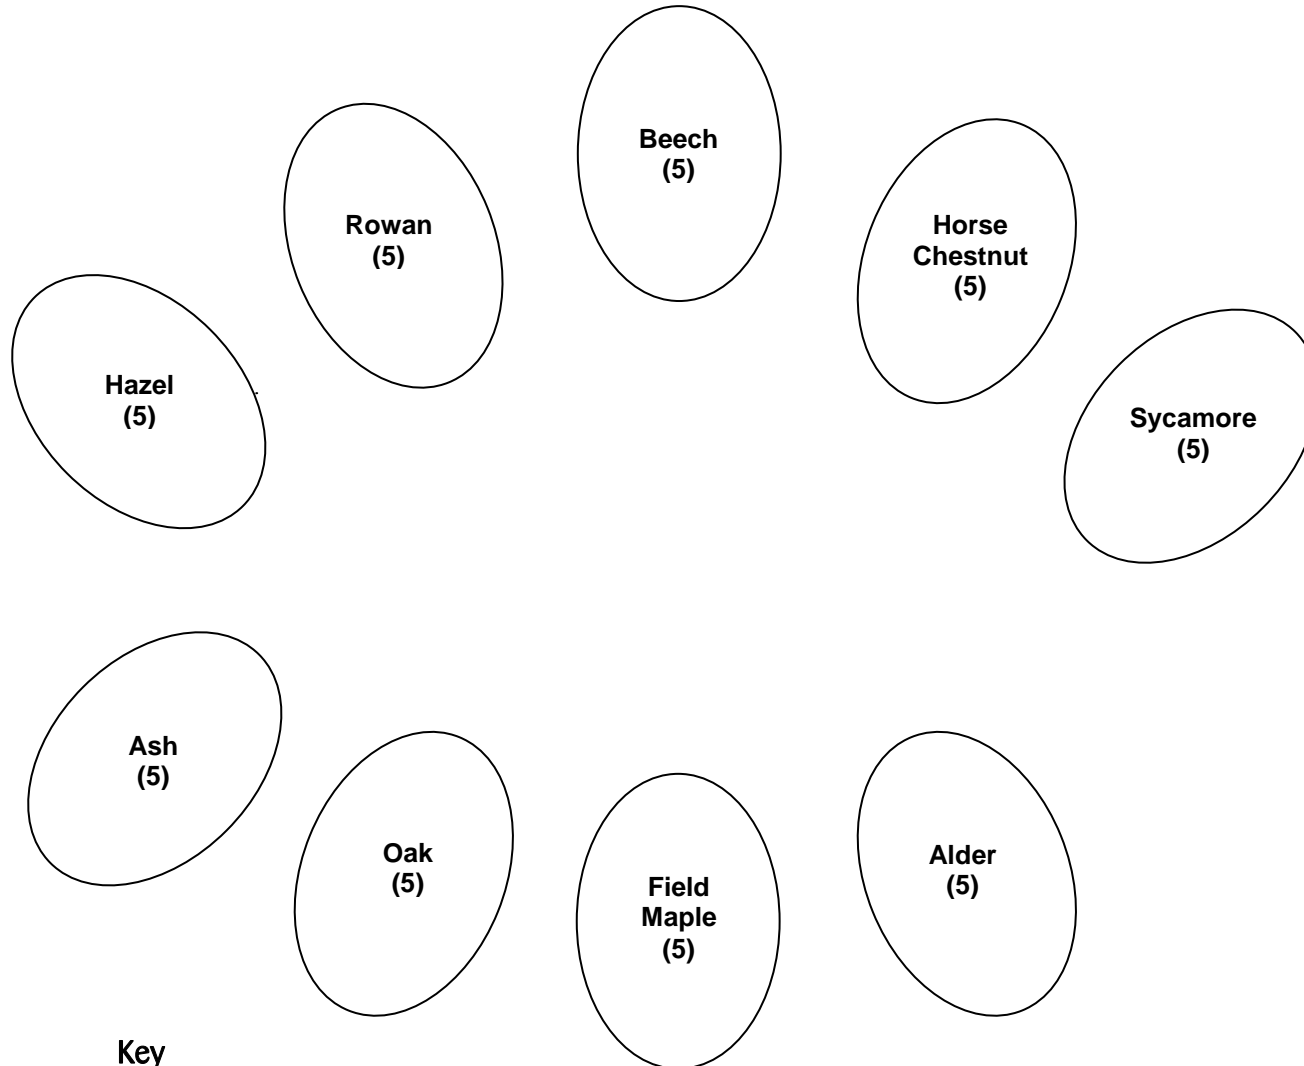 Beech
(5)
Rowan
(5)
Horse
Chestnut
(5)
Hazel
(5)
Sycamore
(5)
Ash
(5)
Oak
(5)
Field
Maple
(5)
Alder
(5)
Key